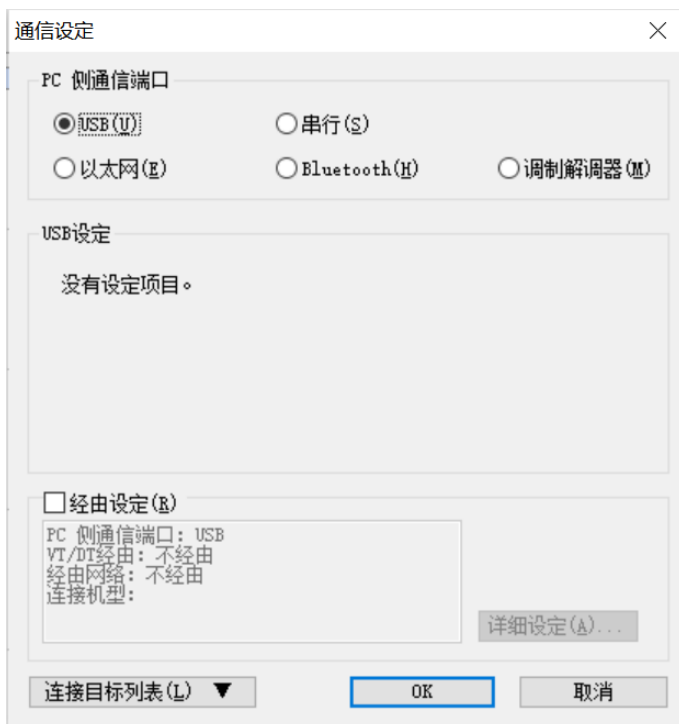 通信设定
PC 侧通信端口
USB(U)
串行(S)
以太网(E)
Bluetooth(H)
调制解调器(M)
USB设定
没有设定项目。
经由设定(R)
PC 侧通信端口: USB
VT/DT经由: 不经由
经由网络: 不经由
连接机型:
详细设定(A)...
连接目标列表(L) ▼
OK
取消